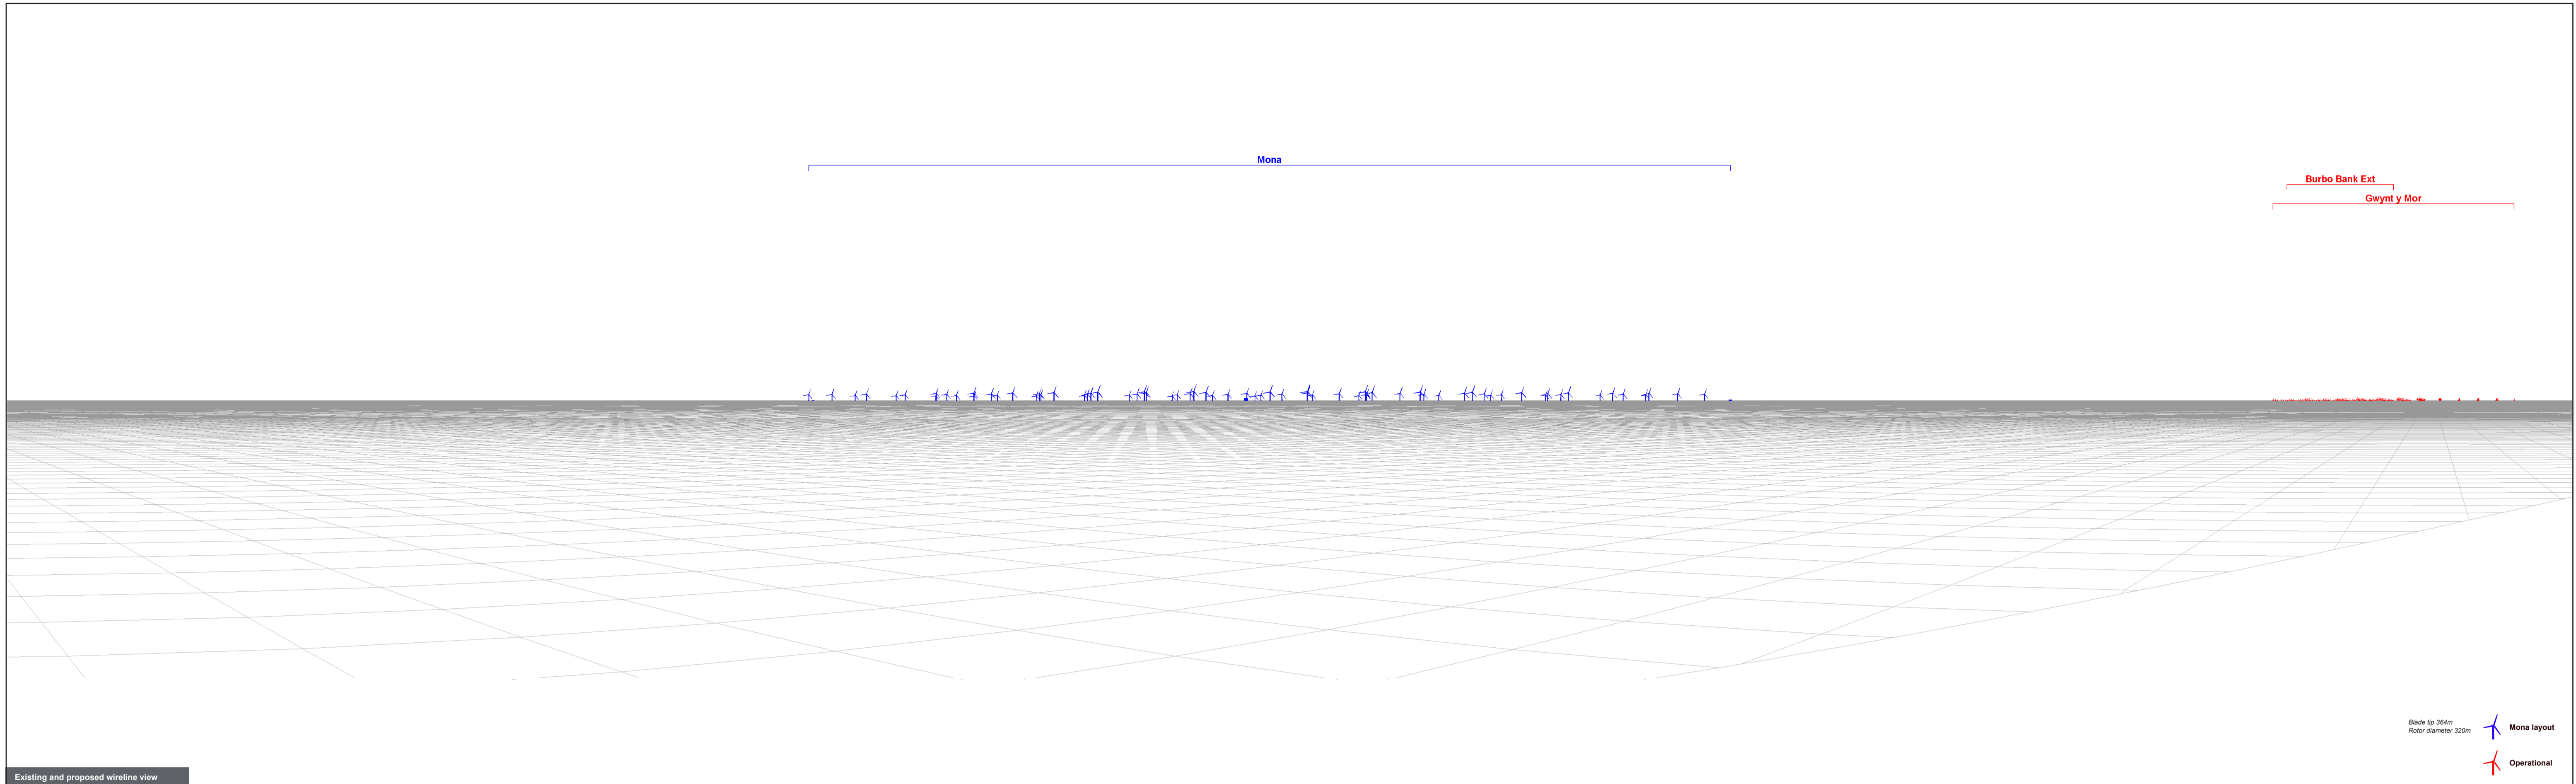 Mona
Burbo Bank Ext
Gwynt y Mor
Blade tip 364m
Rotor diameter 320m
Mona layout
Operational
Existing and proposed wireline view